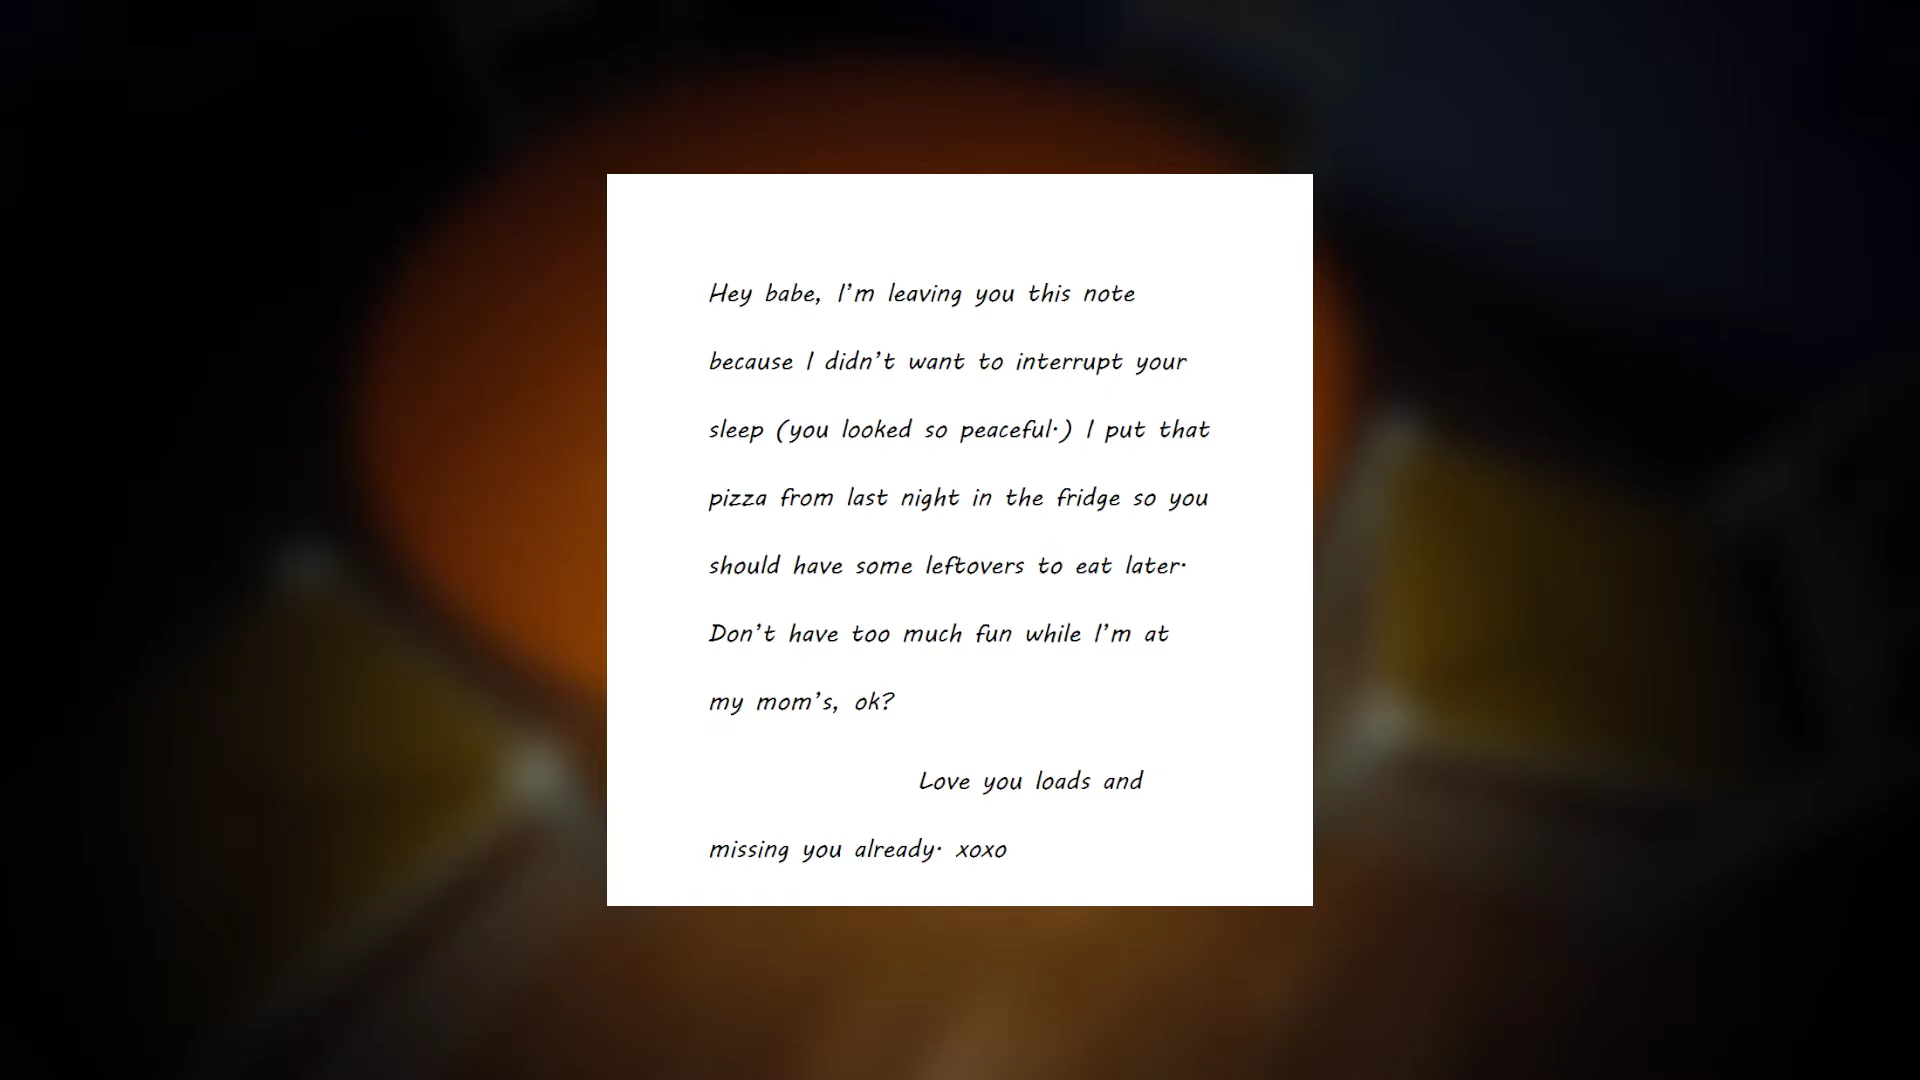 Hey babe, I'm leaving you this note
because I didn't want to interrupt your
sleep (you looked so peaceful.) I put that
pizza from last night in the fridge so you
should have some leftovers to eat later.
Don't have too much fun while I'm at
my mom's, ok?
Love you loads and
missing you already. xoxo